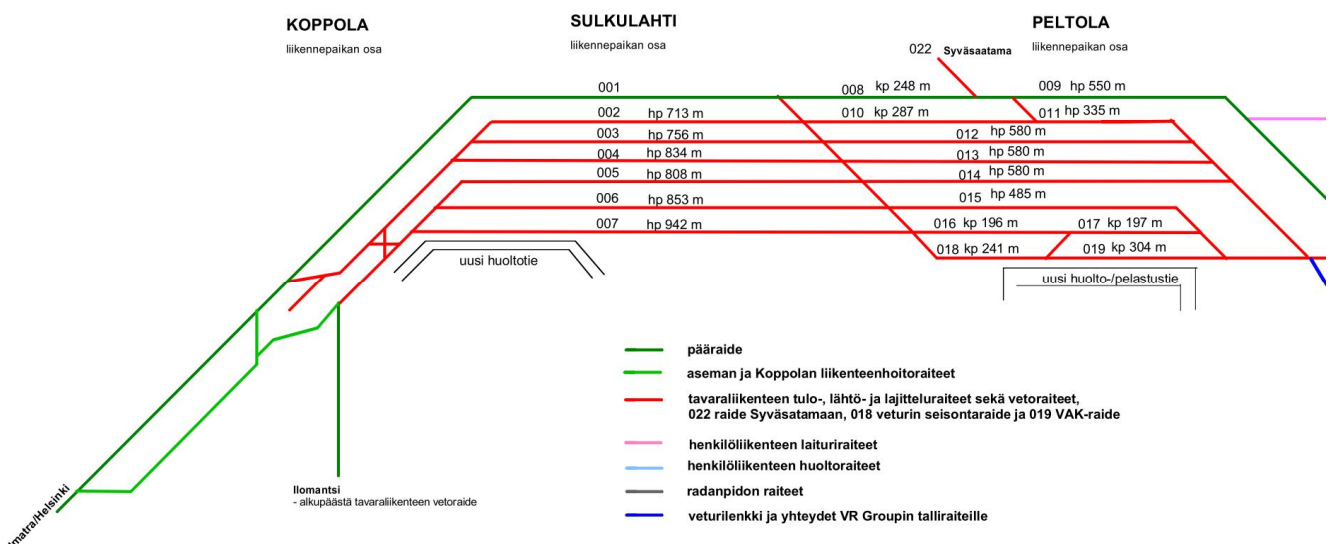 KOPPOLA
liikennepaikan osa
SULKULAHTI
liikennepaikan osa
PELTOLA
liikennepaikan osa
022 Syväsaatama
001
008 kp 248 m
009 hp 550 m
002 hp 713 m
010 kp 287 m
011 hp 335 m
003 hp 756 m
012 hp 580 m
004 hp 834 m
013 hp 580 m
005 hp 808 m
014 hp 580 m
006 hp 853 m
015 hp 485 m
007 hp 942 m
016 kp 196 m
017 kp 197 m
018 kp 241 m
019 kp 304 m
uusi huoltotie
uusi huolto-/pelastustie
pääraide
aseman ja Koppolan liikenteenhoitoraiteet
tavaraliikenteen tulo-, lähtö- ja lajitteluraiteet sekä vetoraiteet,
022 raide Syväsatamaan, 018 veturin seisontaraide ja 019 VAK-raide
henkilöliikenteen laituriraiteet
henkilöliikenteen huoltoraiteet
radanpidon raiteet
veturilenkki ja yhteydet VR Groupin talliraiteille
Ilomantsi
- alkupäästä tavaraliikenteen vetoraide
matra/Helsinki